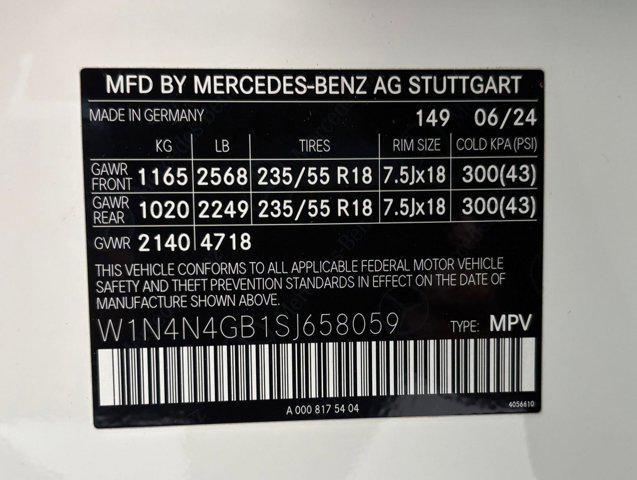 MFD BY MERCEDES-BENZ AG STUTTGART
MADE IN GERMANY 149 06/24
KG LB TIRES RIM SIZE COLD KPA (PSI)
GAWR FRONT 1165 2568 235/55 R18 7.5Jx18 300(43)
GAWR REAR 1020 2249 235/55 R18 7.5Jx18 300(43)
GVWR 2140 4718
THIS VEHICLE CONFORMS TO ALL APPLICABLE FEDERAL MOTOR VEHICLE
SAFETY AND THEFT PREVENTION STANDARDS IN EFFECT ON THE DATE OF
MANUFACTURE SHOWN ABOVE.
W1N4N4GB1SJ658059 TYPE: MPV
A 000 817 54 04 4056610